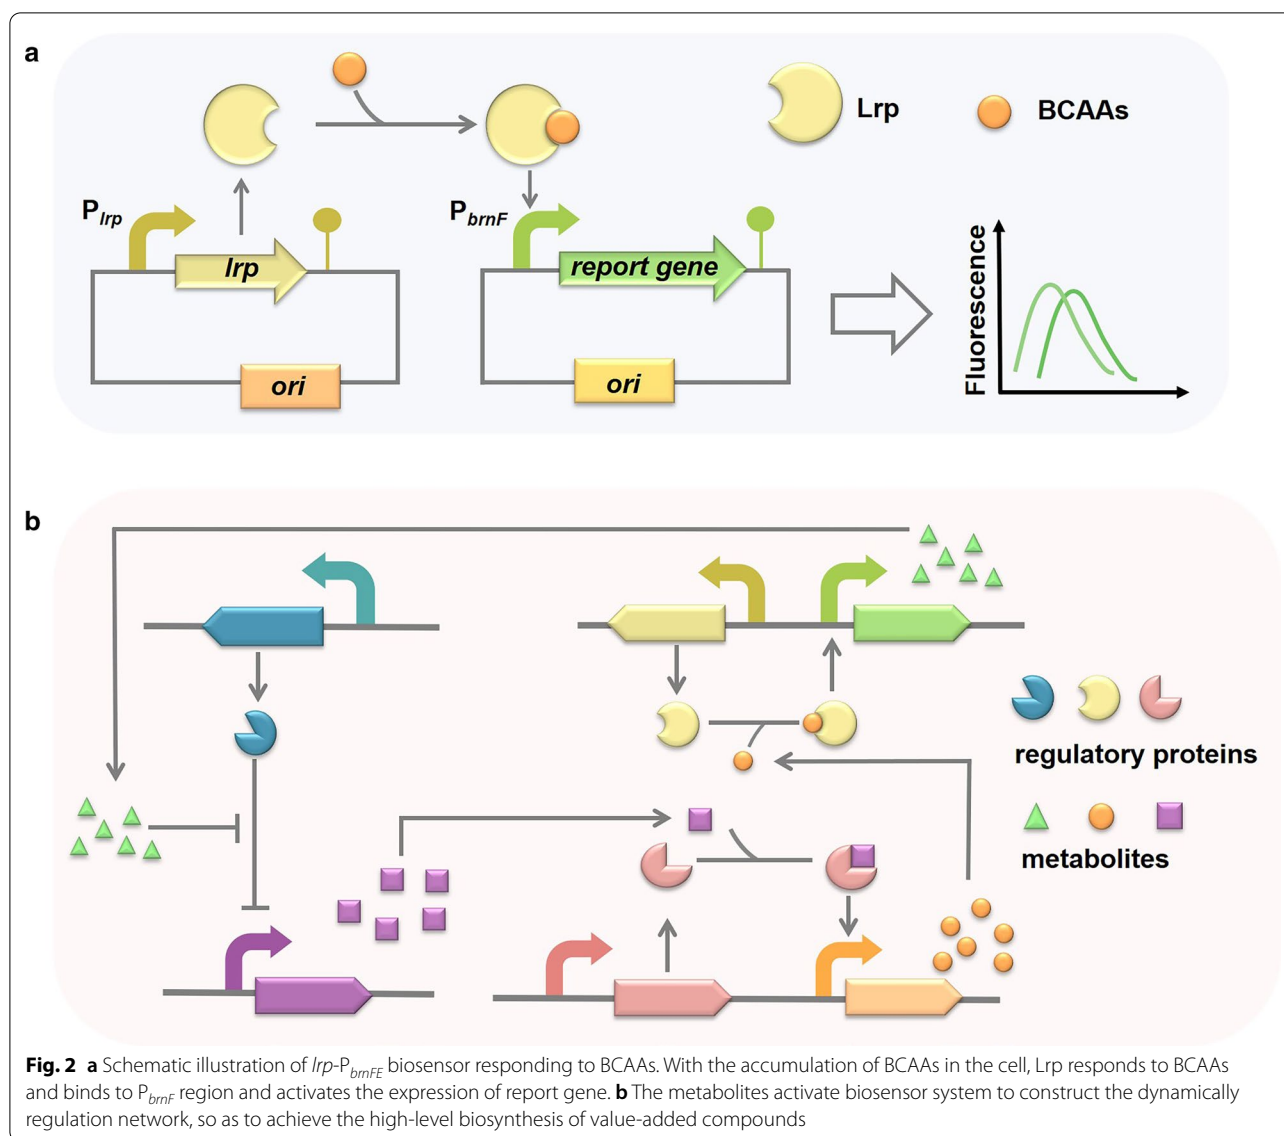 a
Lrp
BCAAs
P_lrp
P_brnF
lrp
report gene
Fluorescence
ori
ori
b
regulatory proteins
metabolites
Fig. 2 a Schematic illustration of lrp-P_brnFE biosensor responding to BCAAs. With the accumulation of BCAAs in the cell, Lrp responds to BCAAs
and binds to P_brnF region and activates the expression of report gene. b The metabolites activate biosensor system to construct the dynamically
regulation network, so as to achieve the high-level biosynthesis of value-added compounds